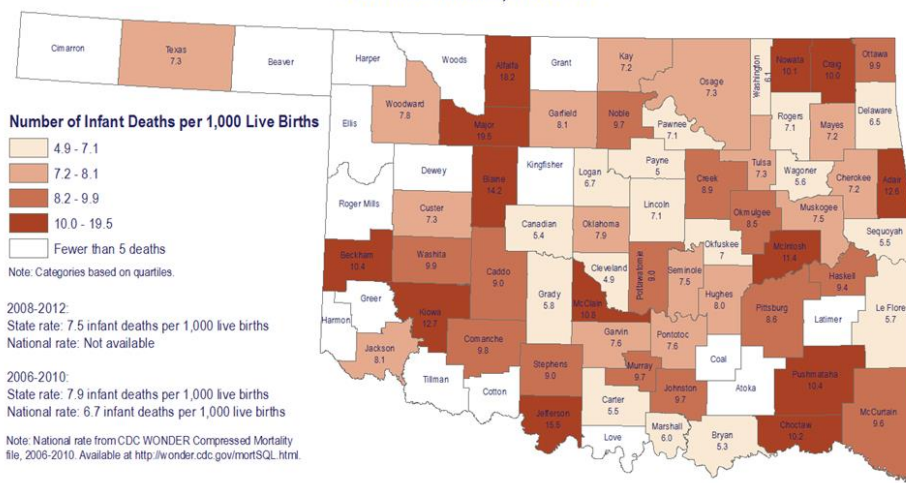 Cimarron
Texas
7.3
Beaver
Harper
Woods
Alfalfa
18.2
Grant
Kay
7.2
Osage
7.3
Washington
6.1
Nowata
10.1
Craig
10.0
Ottawa
9.9
Ellis
Woodward
7.8
Major
19.5
Garfield
8.1
Noble
9.7
Pawnee
7.1
Rogers
7.1
Mayes
7.2
Delaware
6.5
Number of Infant Deaths per 1,000 Live Births
4.9 - 7.1
7.2 - 8.1
8.2 - 9.9
10.0 - 19.5
Fewer than 5 deaths
Note: Categories based on quartiles.
Roger Mills
Dewey
Blaine
14.2
Kingfisher
Logan
6.7
Payne
5
Creek
8.9
Tulsa
7.3
Wagoner
5.6
Cherokee
7.2
Adair
12.6
Custer
7.3
Canadian
5.4
Oklahoma
7.9
Lincoln
7.1
Okmulgee
8.5
Muskogee
7.5
Sequoyah
5.5
Beckham
10.4
Washita
9.9
Caddo
9.0
Grady
5.8
Cleveland
4.9
McClain
Pottawatomie
9.0
Seminole
7.5
Okfuskee
7
McIntosh
11.4
Haskell
9.4
Hughes
8.0
Pittsburg
8.6
Latimer
Le Flore
5.7
Greer
Harmon
Kiowa
12.7
Jackson
8.1
Comanche
9.8
Tillman
Cotton
Stephens
9.0
Jefferson
Garvin
7.6
Murray
9.7
Pontotoc
7.6
Coal
Johnston
9.7
Atoka
Pushmataha
10.4
McCurtain
9.6
Carter
5.5
Love
Marshall
6.0
Bryan
5.3
Choctaw
10.2
2008-2012:
State rate: 7.5 infant deaths per 1,000 live births
National rate: Not available
2006-2010:
State rate: 7.9 infant deaths per 1,000 live births
National rate: 6.7 infant deaths per 1,000 live births
Note: National rate from CDC WONDER Compressed Mortality
file, 2006-2010. Available at http://wonder.cdc.gov/mortSQL.html.